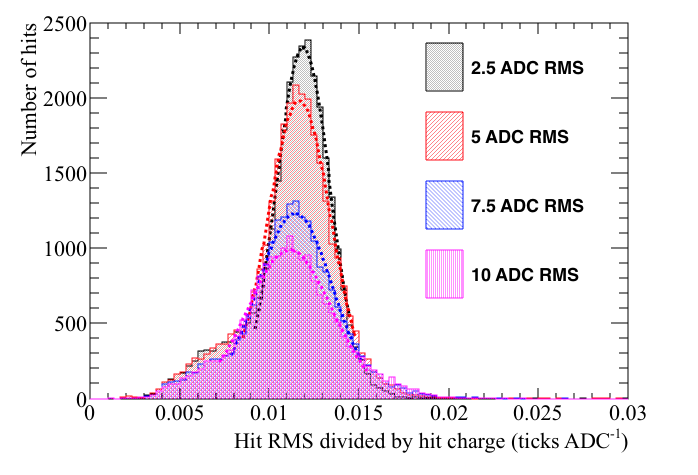 Number of hits
2500
2000
1500
1000
500
0
2.5 ADC RMS
5 ADC RMS
7.5 ADC RMS
10 ADC RMS
0 0.005 0.01 0.015 0.02 0.025 0.03
Hit RMS divided by hit charge (ticks ADC⁻¹)